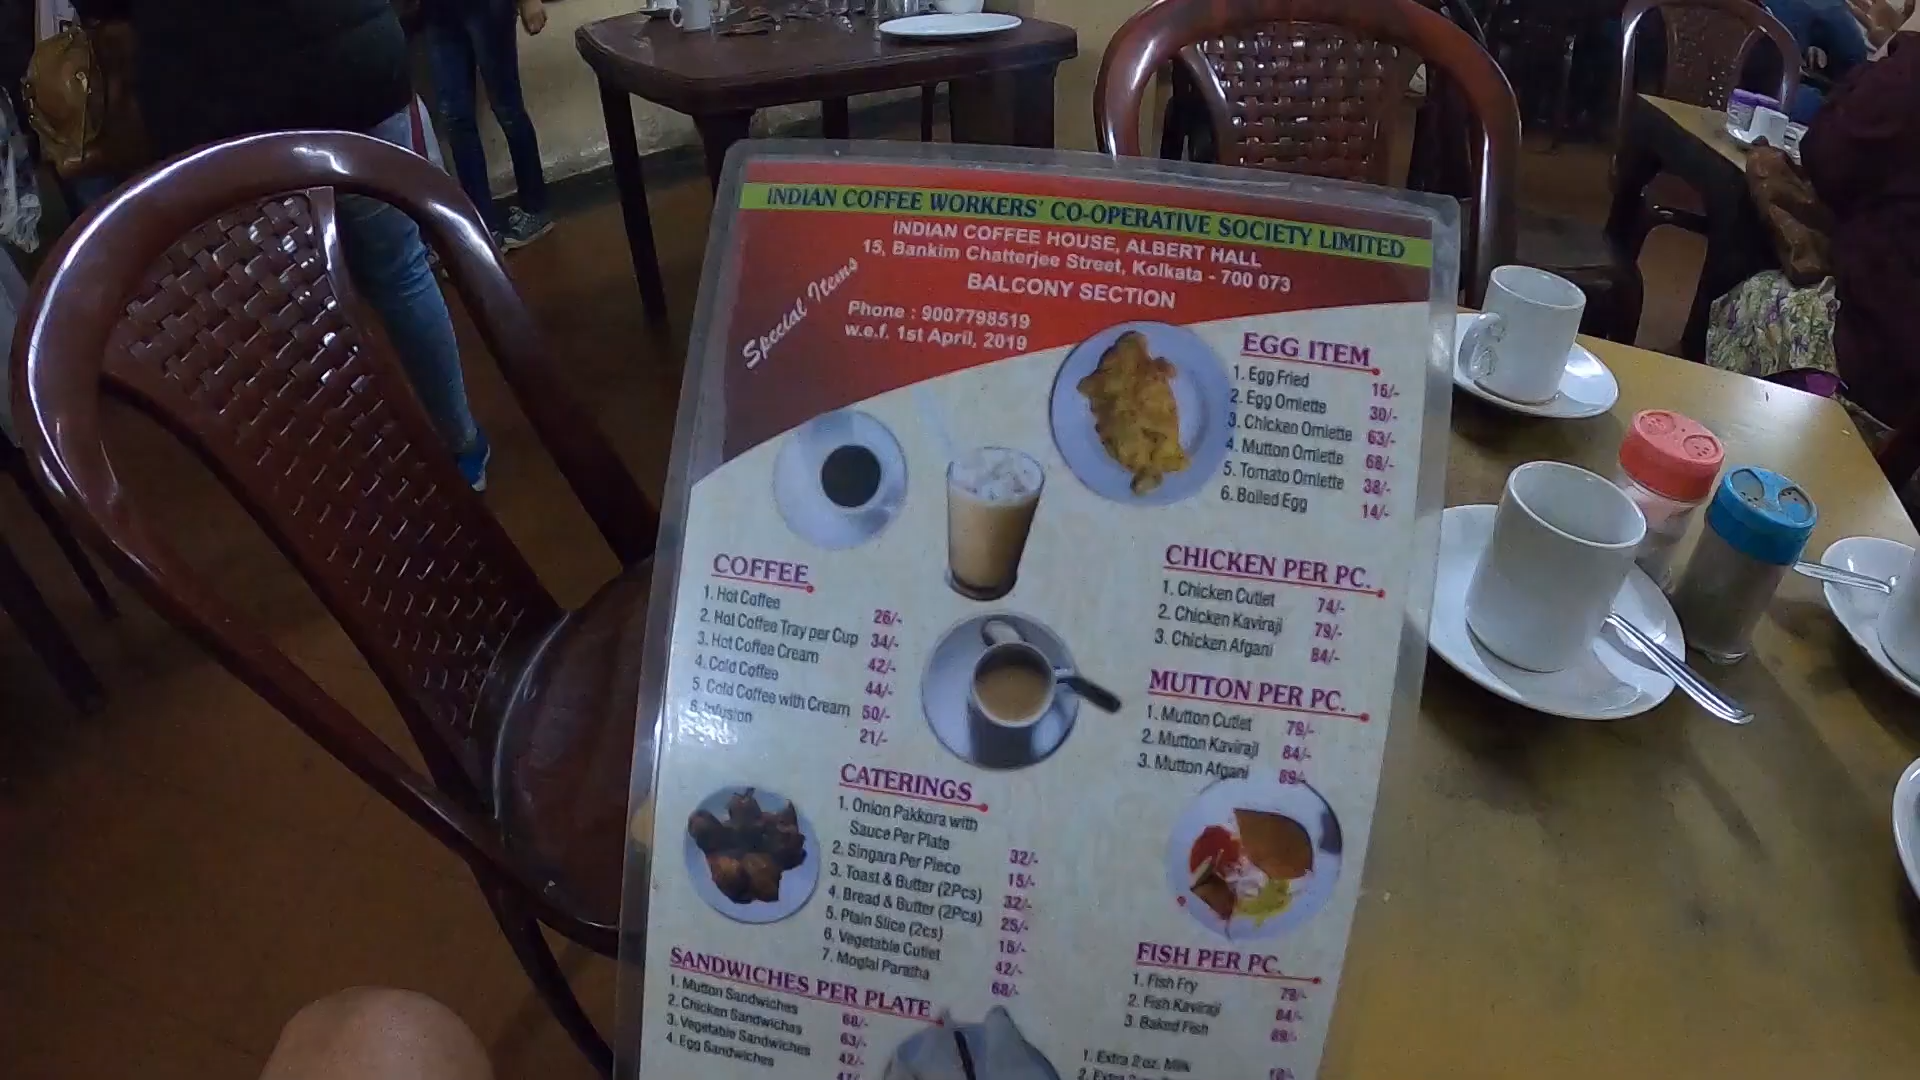 INDIAN COFFEE WORKERS' CO-OPERATIVE SOCIETY LIMITED
INDIAN COFFEE HOUSE, ALBERT HALL
15, Bankim Chatterjee Street, Kolkata - 700 073
BALCONY SECTION
Special Items
Phone : 9007798519
w.e.f. 1st April, 2019
EGG ITEM
1. Egg Fried 15/-
2. Egg Omlette 30/-
3. Chicken Omlette 63/-
4. Mutton Omlette 68/-
5. Tomato Omlette 38/-
6. Boiled Egg 14/-
COFFEE
1. Hot Coffee 26/-
2. Hot Coffee Tray per Cup 34/-
3. Hot Coffee Cream 42/-
4. Cold Coffee 44/-
5. Cold Coffee with Cream 50/-
6. Infusion 21/-
CHICKEN PER PC.
1. Chicken Cutlet 74/-
2. Chicken Kaviraji 79/-
3. Chicken Afgani 84/-
MUTTON PER PC.
1. Mutton Cutlet 79/-
2. Mutton Kaviraji 84/-
3. Mutton Afgani 89/-
CATERINGS
1. Onion Pakkora with
Sauce Per Plate 32/-
2. Singara Per Piece 15/-
3. Toast & Butter (2Pcs) 32/-
4. Bread & Butter (2Pcs) 25/-
5. Plain Slice (2cs) 15/-
6. Vegetable Cutlet 42/-
7. Moglai Paratha 68/-
SANDWICHES PER PLATE
1. Mutton Sandwiches 68/-
2. Chicken Sandwichas 63/-
3. Vegetable Sandwiches 42/-
4. Egg Sandwiches
FISH PER PC.
1. Fish Fry 79/-
2. Fish Kaviraji 84/-
3. Baked Fish 89/-
1. Extra 2 oz. Milk
2. Extra